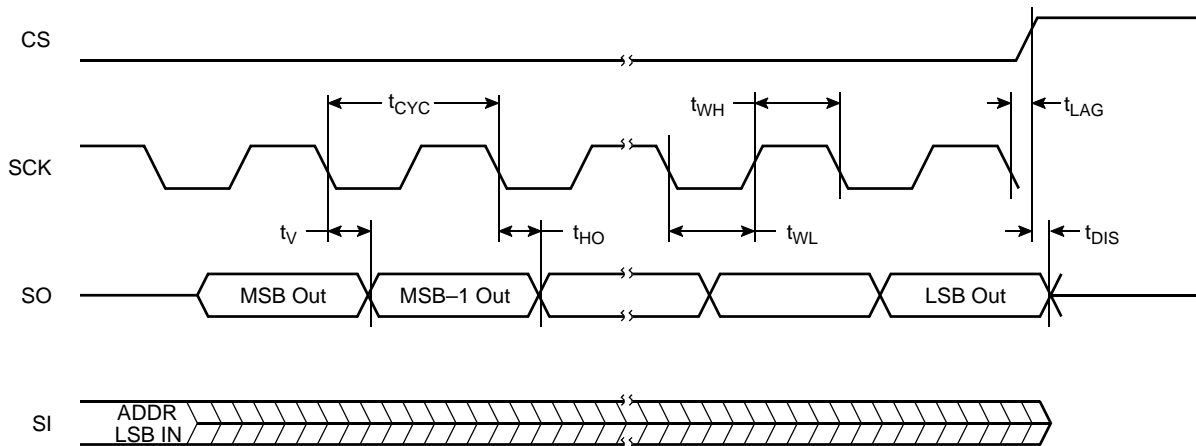 CS
t_CYC
t_WH
t_LAG
SCK
t_V
t_HO
t_WL
t_DIS
SO
MSB Out
MSB–1 Out
LSB Out
SI
ADDR
LSB IN